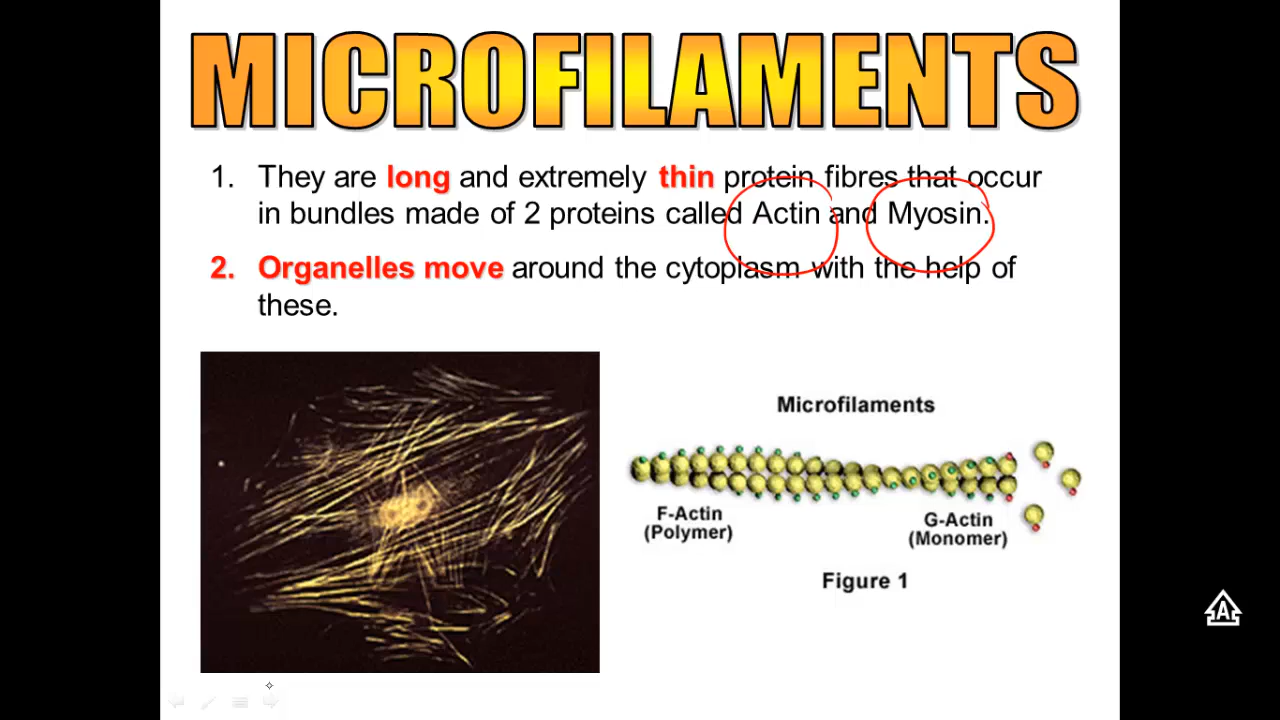 MICROFILAMENTS
1. They are long and extremely thin protein fibres that occur
in bundles made of 2 proteins called Actin and Myosin.
2. Organelles move around the cytoplasm with the help of
these.
Microfilaments
F-Actin
(Polymer)
G-Actin
(Monomer)
Figure 1
A